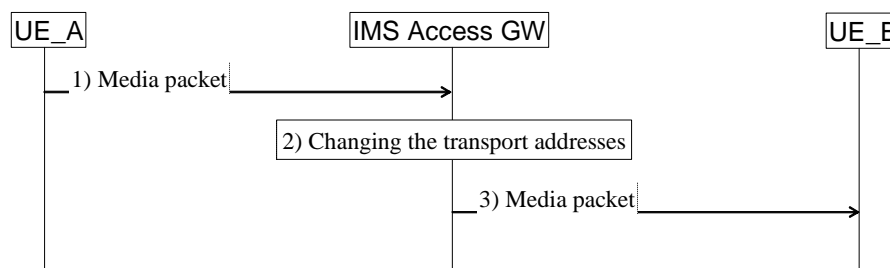 UE_A
IMS Access GW
UE_B
1) Media packet
2) Changing the transport addresses
3) Media packet